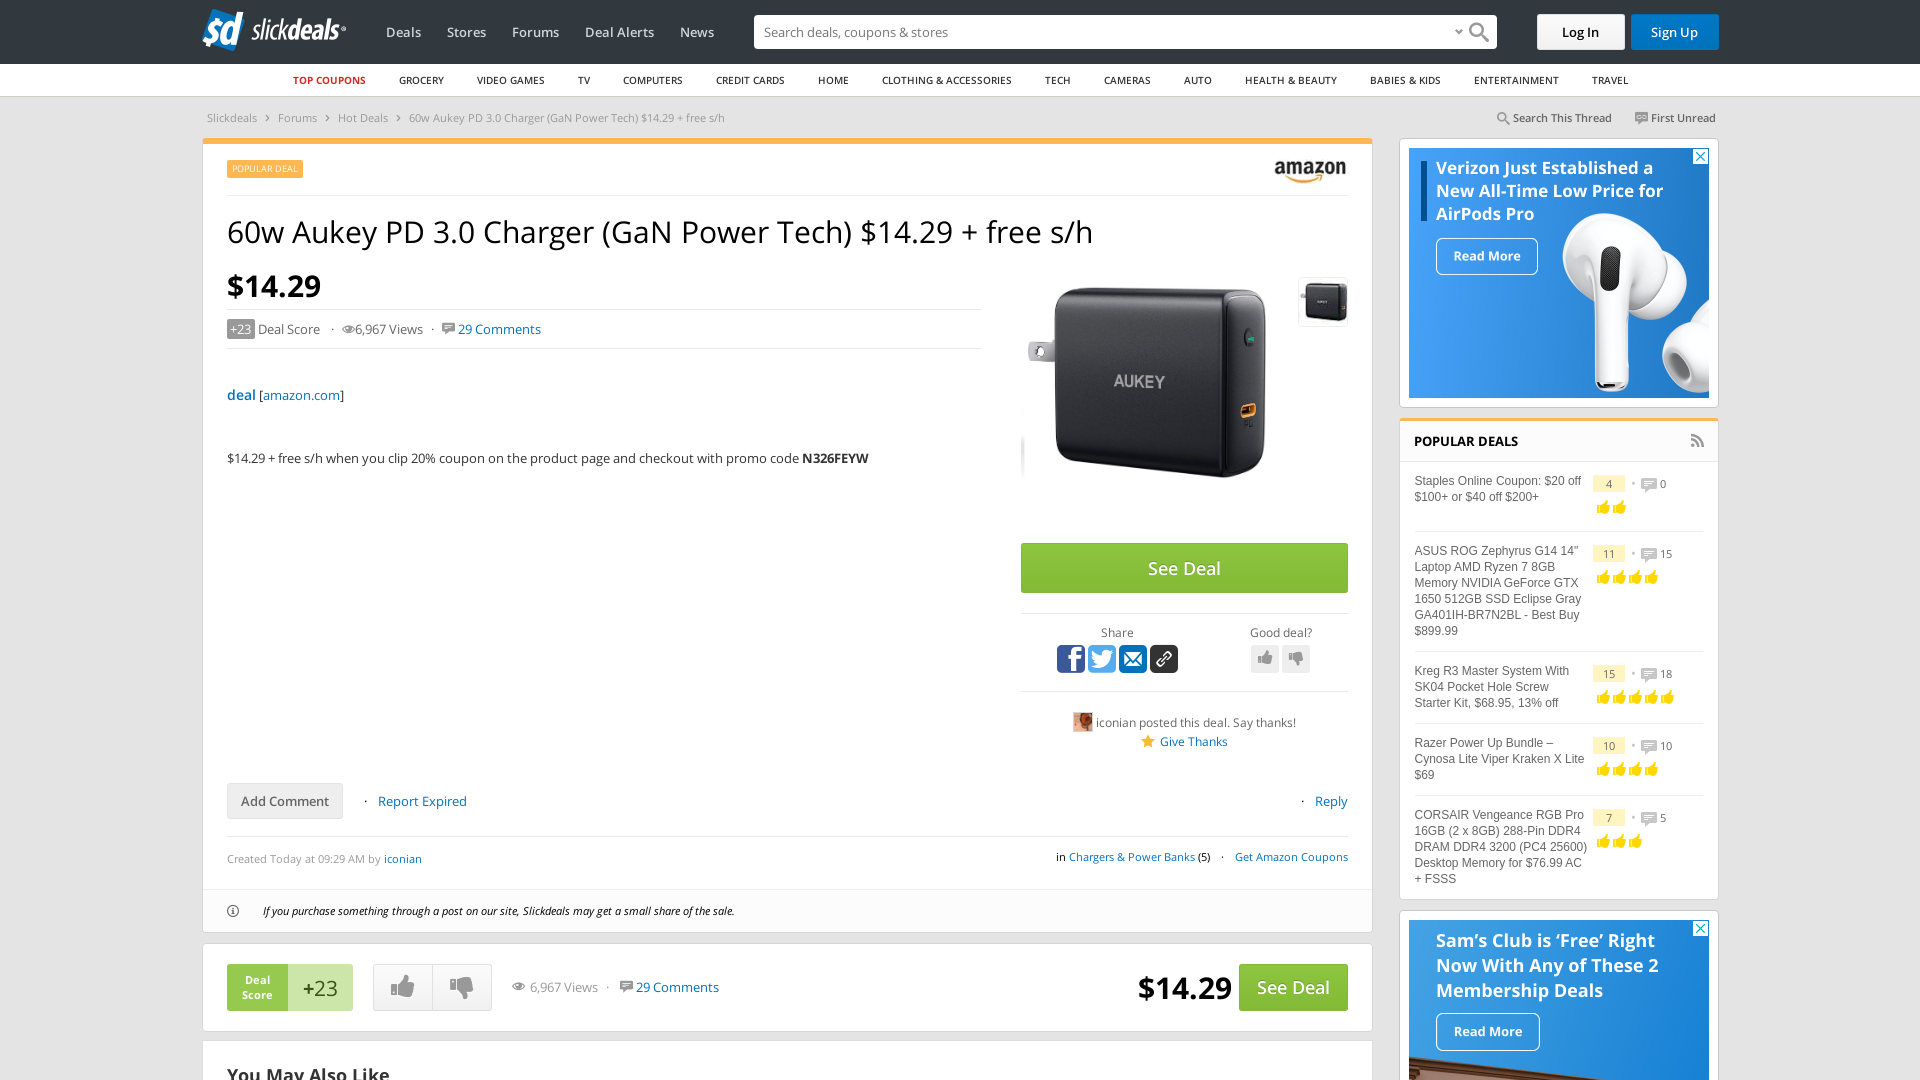 slickdeals
Deals
Stores
Forums
Deal Alerts
News
Search deals, coupons & stores
Log In
Sign Up
TOP COUPONS
GROCERY
VIDEO GAMES
TV
COMPUTERS
CREDIT CARDS
HOME
CLOTHING & ACCESSORIES
TECH
CAMERAS
AUTO
HEALTH & BEAUTY
BABIES & KIDS
ENTERTAINMENT
TRAVEL
Slickdeals > Forums > Hot Deals > 60w Aukey PD 3.0 Charger (GaN Power Tech) $14.29 + free s/h
Search This Thread
First Unread
POPULAR DEAL
amazon
60w Aukey PD 3.0 Charger (GaN Power Tech) $14.29 + free s/h
$14.29
+23 Deal Score · 6,967 Views · 29 Comments
deal [amazon.com]
$14.29 + free s/h when you clip 20% coupon on the product page and checkout with promo code N326FEYW
AUKEY
AUKEY
See Deal
Share
Good deal?
iconian posted this deal. Say thanks!
Give Thanks
Add Comment · Report Expired
· Reply
Created Today at 09:29 AM by iconian
in Chargers & Power Banks (5) · Get Amazon Coupons
If you purchase something through a post on our site, Slickdeals may get a small share of the sale.
Deal
Score
+23
6,967 Views · 29 Comments
$14.29
See Deal
You May Also Like
Verizon Just Established a
New All-Time Low Price for
AirPods Pro
Read More
POPULAR DEALS
Staples Online Coupon: $20 off
$100+ or $40 off $200+
4 • 0
ASUS ROG Zephyrus G14 14"
Laptop AMD Ryzen 7 8GB
Memory NVIDIA GeForce GTX
1650 512GB SSD Eclipse Gray
GA401IH-BR7N2BL - Best Buy
$899.99
11 • 15
Kreg R3 Master System With
SK04 Pocket Hole Screw
Starter Kit, $68.95, 13% off
15 • 18
Razer Power Up Bundle –
Cynosa Lite Viper Kraken X Lite
$69
10 • 10
CORSAIR Vengeance RGB Pro
16GB (2 x 8GB) 288-Pin DDR4
DRAM DDR4 3200 (PC4 25600)
Desktop Memory for $76.99 AC
+ FSSS
7 • 5
Sam's Club is 'Free' Right
Now With Any of These 2
Membership Deals
Read More